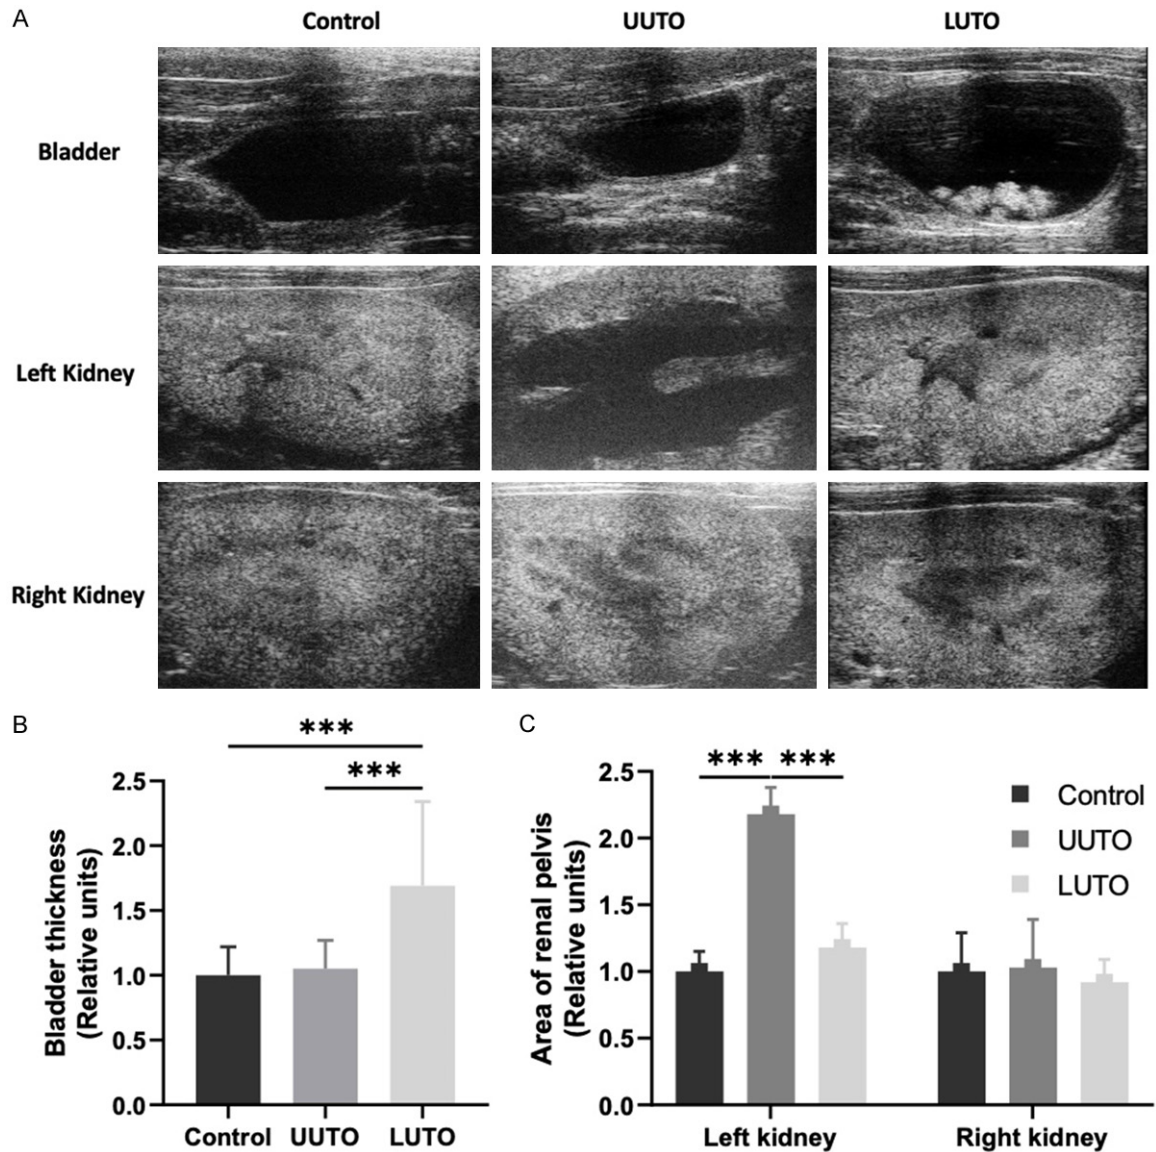 A
Control UUTO LUTO
Bladder
Left Kidney
Right Kidney
B
***
***
Bladder thickness
(Relative units)
2.5
2.0
1.5
1.0
0.5
0.0
Control UUTO LUTO
C
*** ***
Area of renal pelvis
(Relative units)
2.5
2.0
1.5
1.0
0.5
0.0
Control
UUTO
LUTO
Left kidney Right kidney